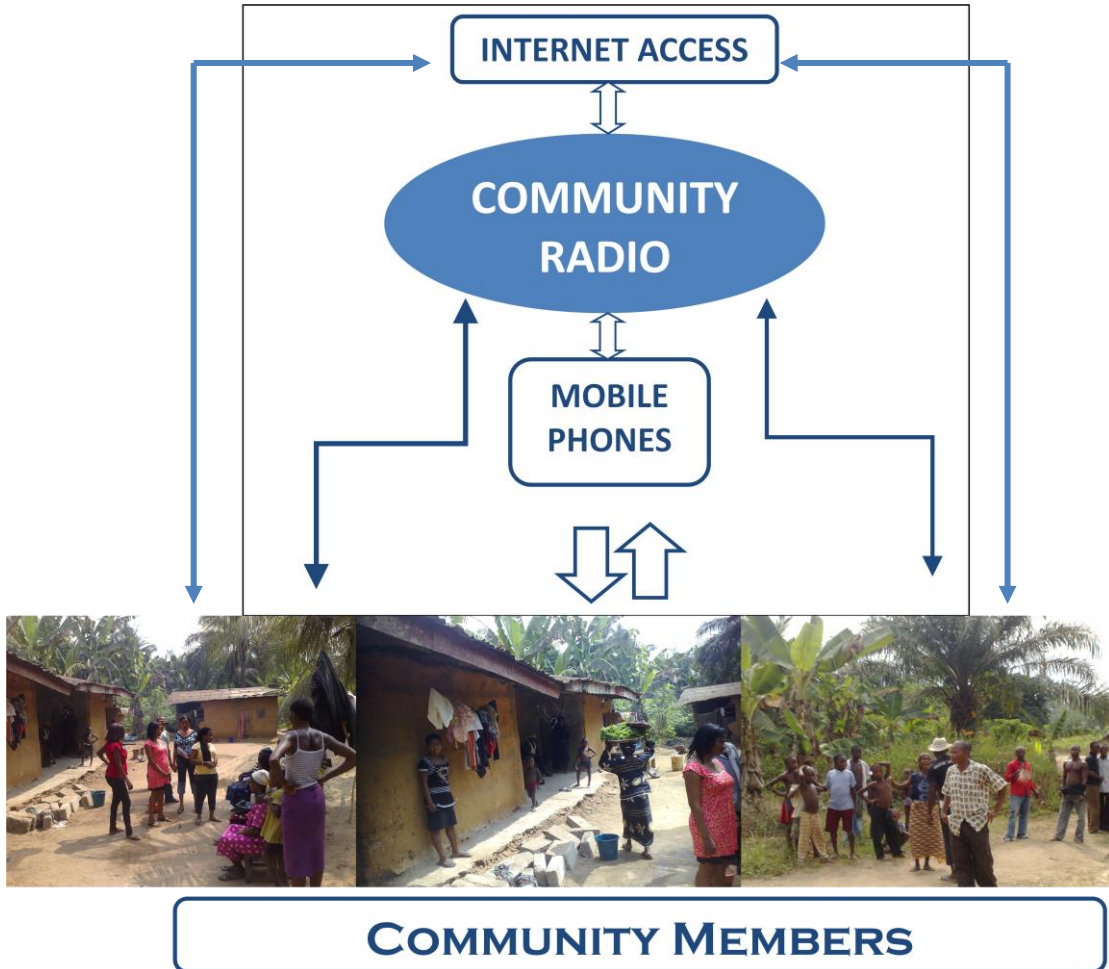 INTERNET ACCESS
COMMUNITY
RADIO
MOBILE
PHONES
COMMUNITY MEMBERS